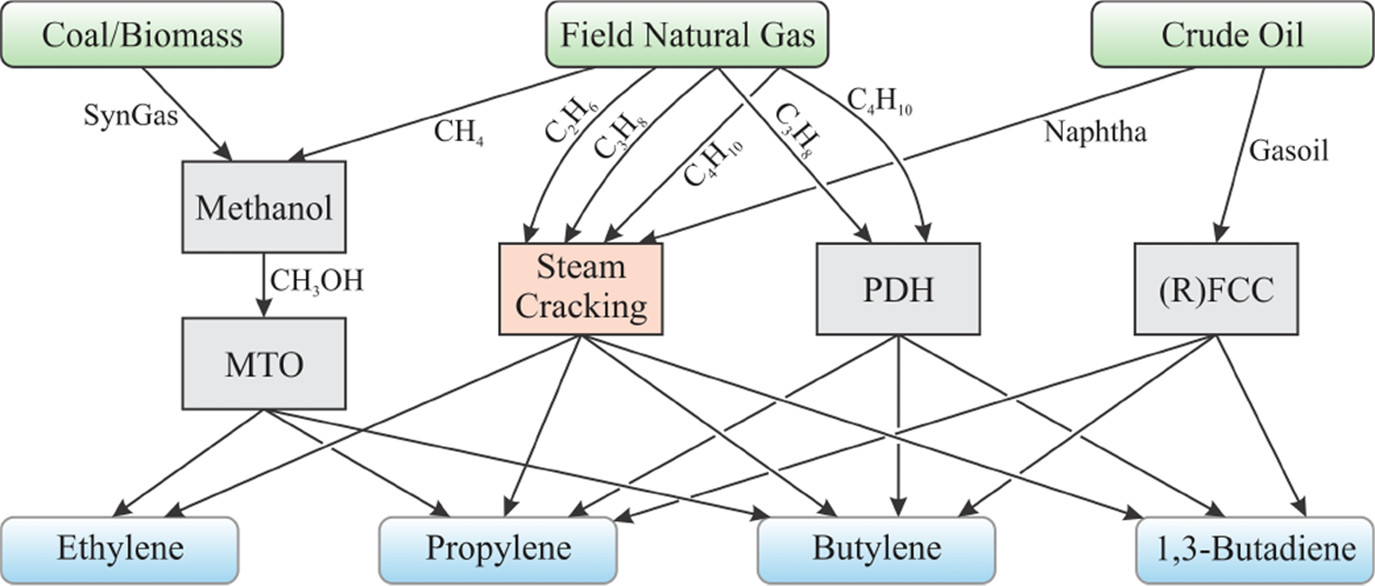 Coal/Biomass
Field Natural Gas
Crude Oil
SynGas
CH₄
C₂H₆
C₃H₈
C₄H₁₀
C₃H₈
C₄H₁₀
Naphtha
Gasoil
Methanol
CH₃OH
Steam
Cracking
PDH
(R)FCC
MTO
Ethylene
Propylene
Butylene
1,3-Butadiene